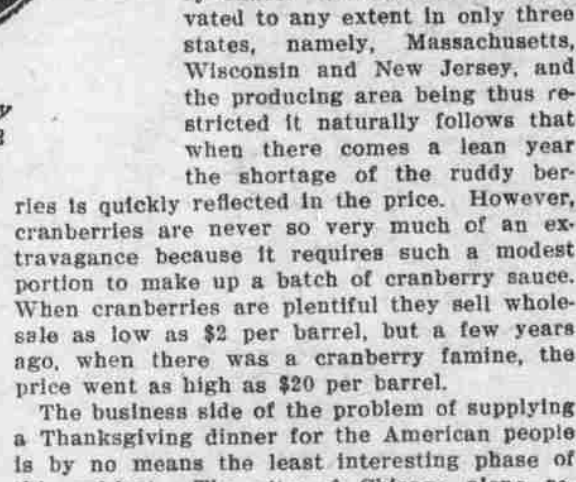 vated to any extent in only three
states, namely, Massachusetts,
Wisconsin and New Jersey, and
the producing area being thus re-
stricted it naturally follows that
when there comes a lean year
the shortage of the ruddy ber-
ries is quickly reflected in the price. However,
cranberries are never so very much of an ex-
travagance because it requires such a modest
portion to make up a batch of cranberry sauce.
When cranberries are plentiful they sell whole-
sale as low as $2 per barrel, but a few years
ago, when there was a cranberry famine, the
price went as high as $20 per barrel.
The business side of the problem of supplying
a Thanksgiving dinner for the American people
is by no means the least interesting phase of